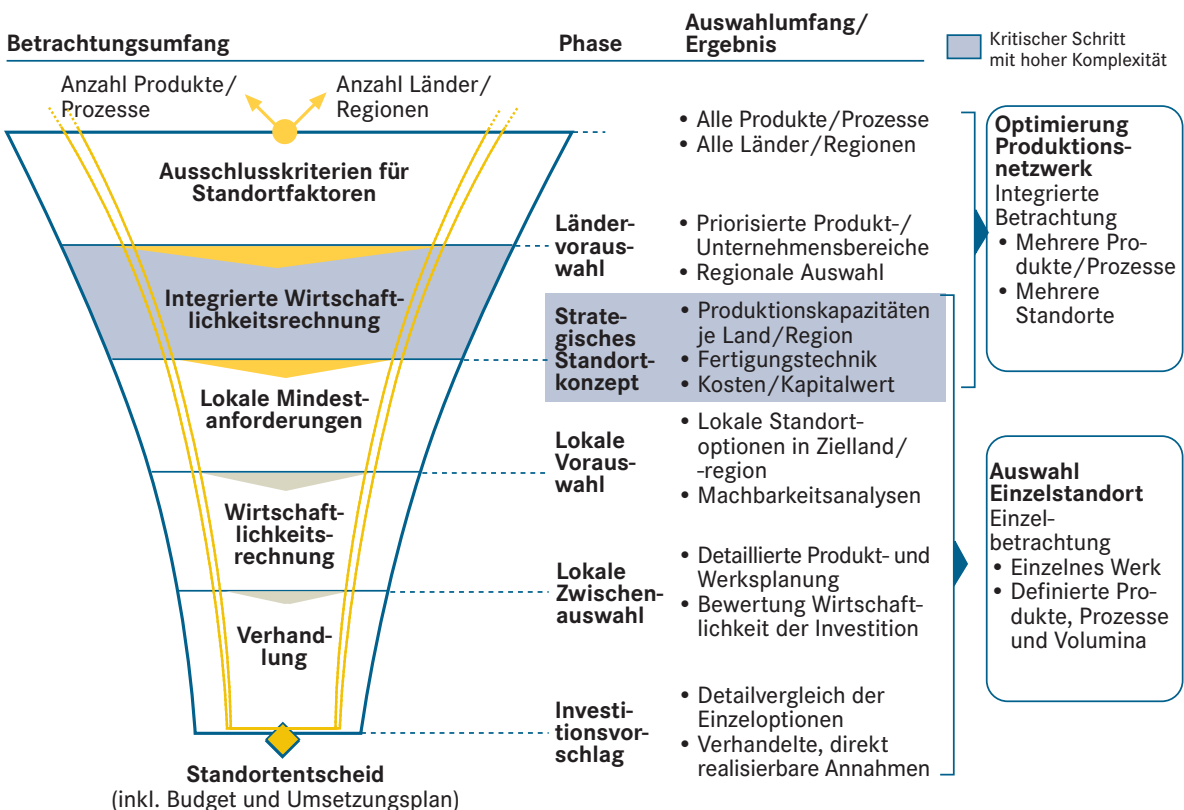 Betrachtungsumfang
Phase
Auswahlumfang/
Ergebnis
Kritischer Schritt
mit hoher Komplexität
Anzahl Produkte/
Prozesse
Anzahl Länder/
Regionen
Ausschlusskriterien für
Standortfaktoren
Integrierte Wirtschaft-
lichkeitsrechnung
Lokale Mindest-
anforderungen
Wirtschaft-
lichkeits-
rechnung
Verhand-
lung
Standortentscheid
(inkl. Budget und Umsetzungsplan)
• Alle Produkte/Prozesse
• Alle Länder/Regionen
Länder-
voraus-
wahl
• Priorisierte Produkt-/
Unternehmensbereiche
• Regionale Auswahl
Strate-
gisches
Standort-
konzept
• Produktionskapazitäten
je Land/Region
• Fertigungstechnik
• Kosten/Kapitalwert
Lokale
Voraus-
wahl
• Lokale Standort-
optionen in Zielland/
-region
• Machbarkeitsanalysen
Lokale
Zwischen-
auswahl
• Detaillierte Produkt- und
Werksplanung
• Bewertung Wirtschaft-
lichkeit der Investition
Investi-
tionsvor-
schlag
• Detailvergleich der
Einzeloptionen
• Verhandelte, direkt
realisierbare Annahmen
Optimierung
Produktions-
netzwerk
Integrierte
Betrachtung
• Mehrere Pro-
dukte/Prozesse
• Mehrere
Standorte
Auswahl
Einzelstandort
Einzel-
betrachtung
• Einzelnes Werk
• Definierte Pro-
dukte, Prozesse
und Volumina